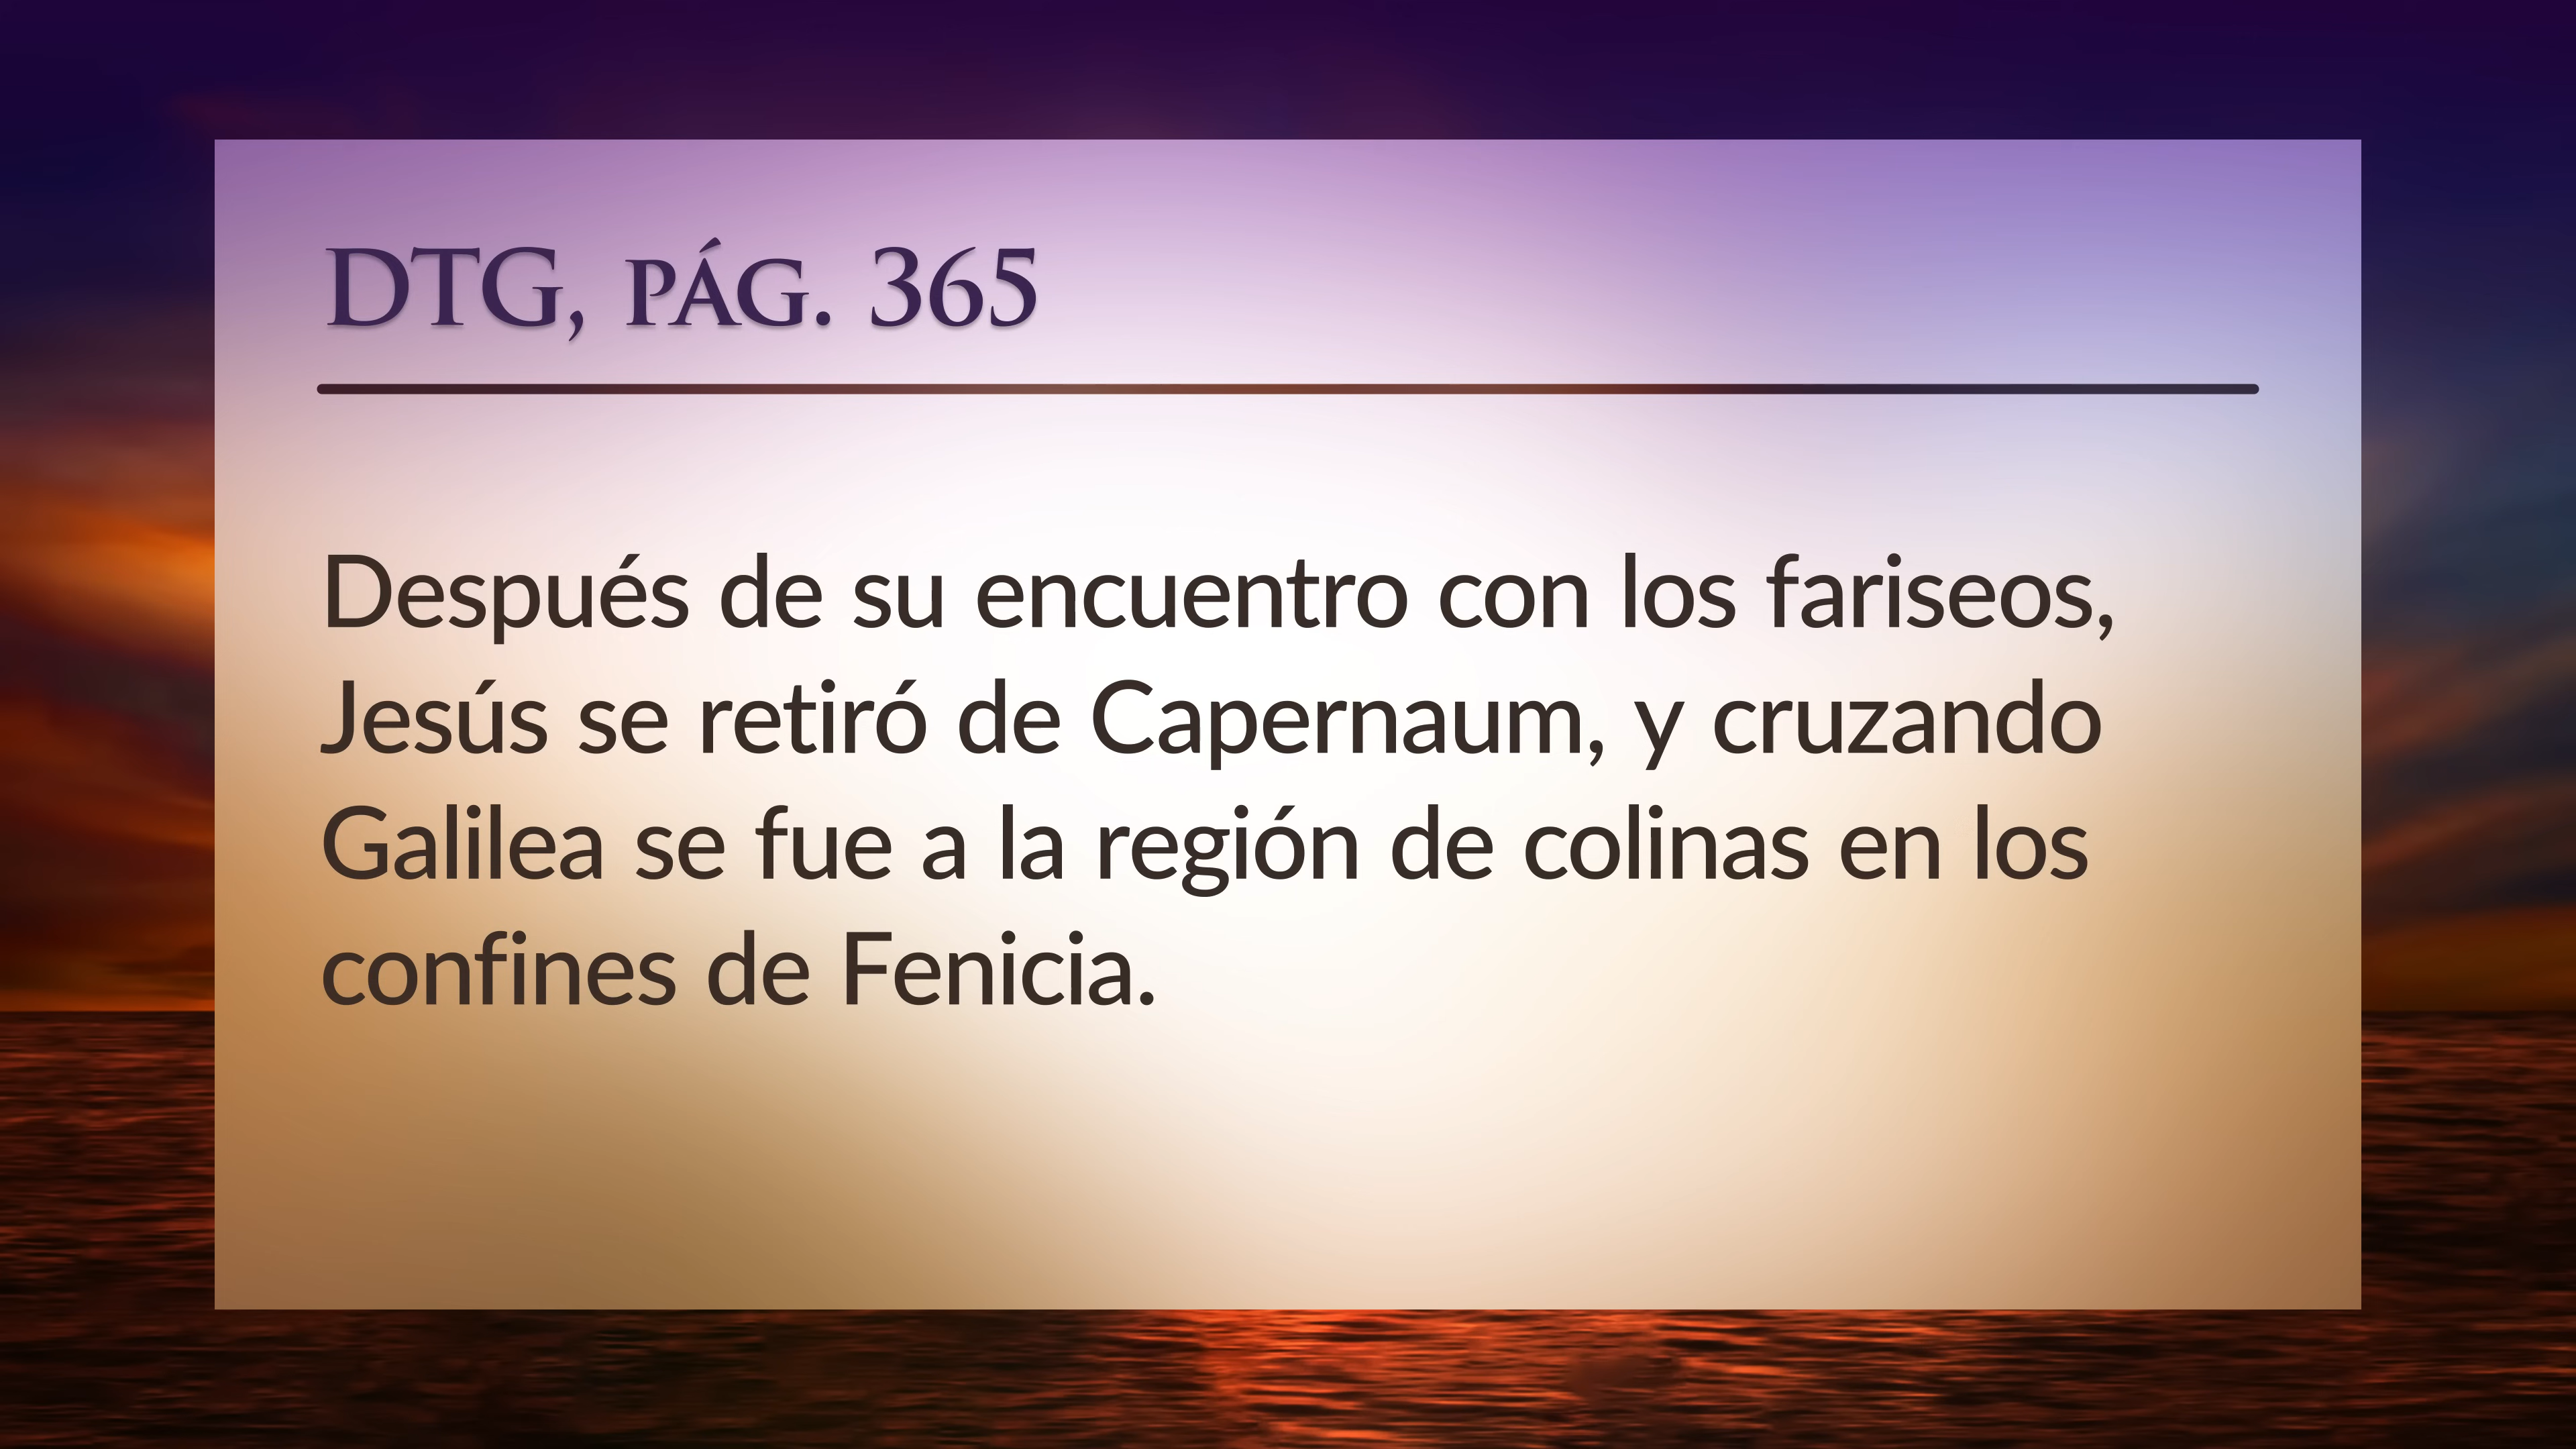 DTG, PÁG. 365
Después de su encuentro con los fariseos,
Jesús se retiró de Capernaum, y cruzando
Galilea se fue a la región de colinas en los
confines de Fenicia.